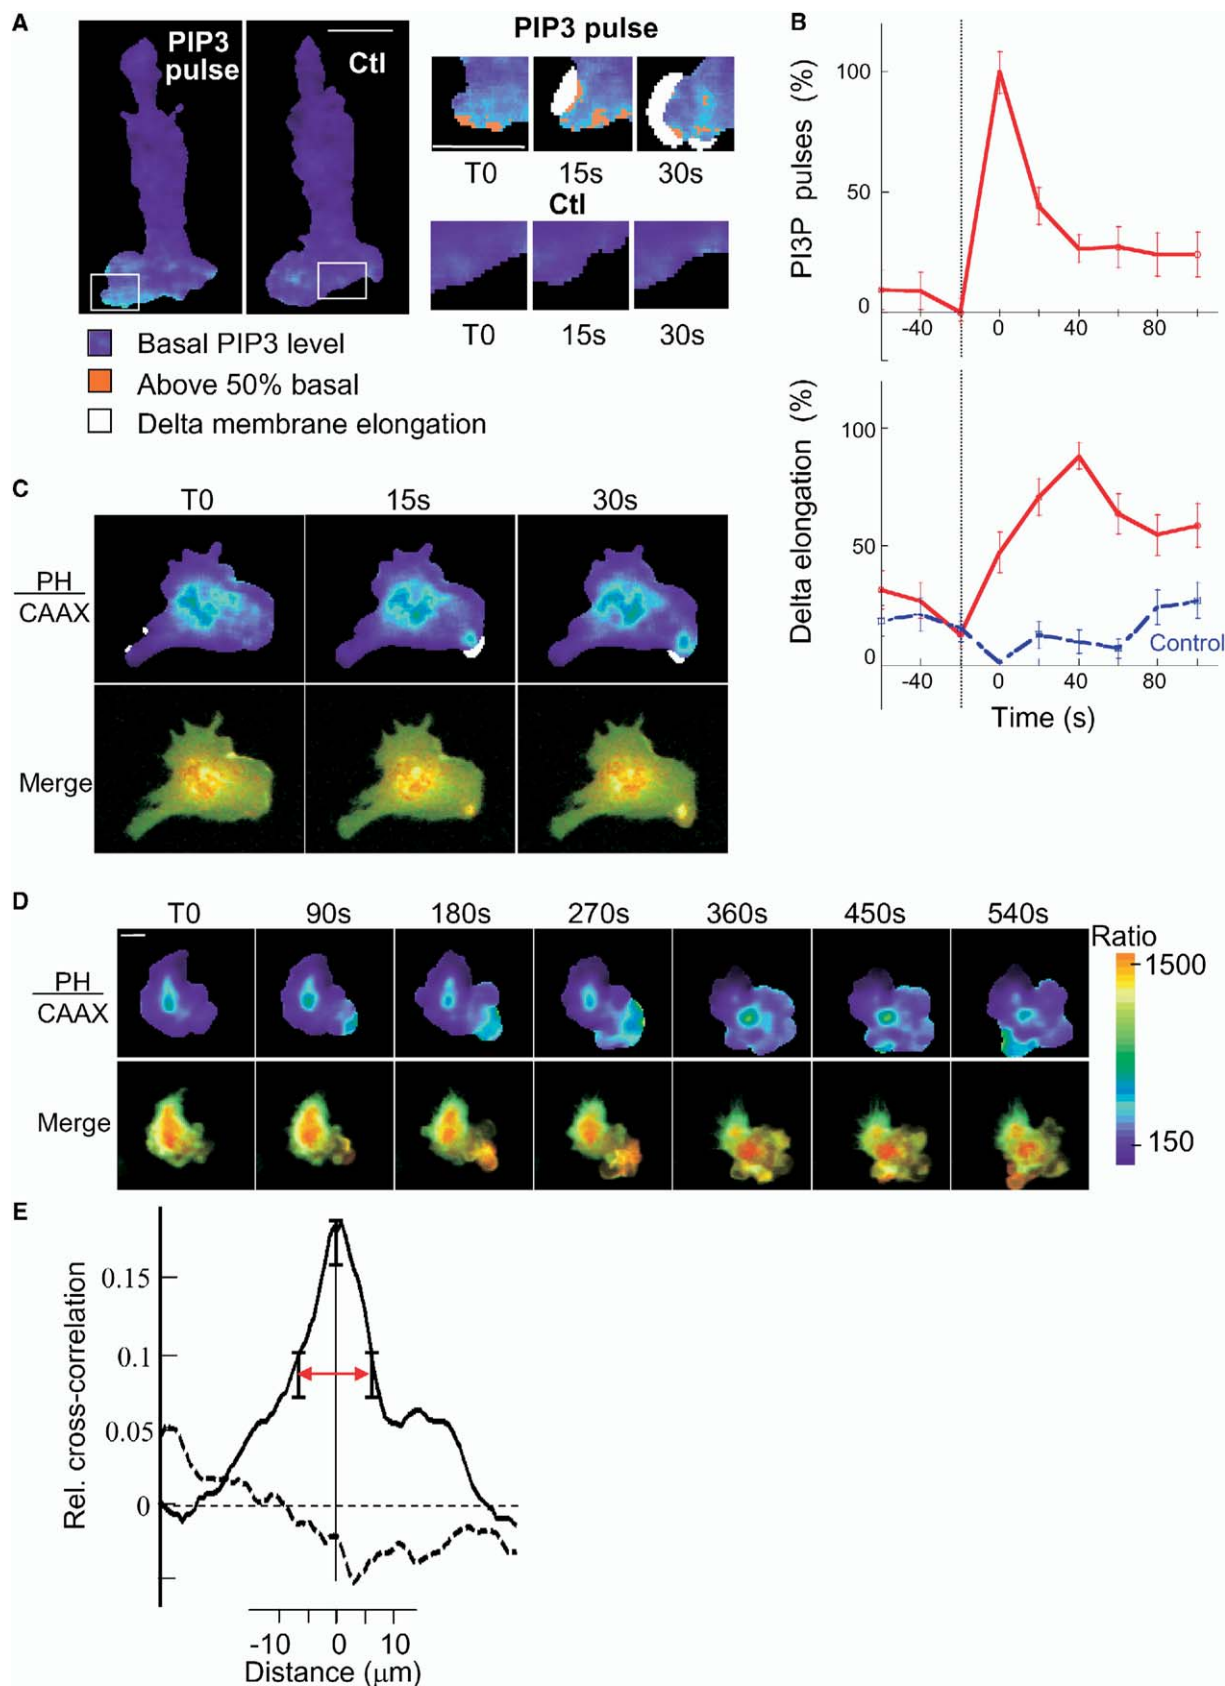 A
PIP3 pulse
Ctl
PIP3 pulse
T0 15s 30s
Ctl
T0 15s 30s
Basal PIP3 level
Above 50% basal
Delta membrane elongation
B
PI3P pulses (%)
100
50
0
-40 0 40 80
Delta elongation (%)
100
50
0
Control
-40 0 40 80
Time (s)
C
T0 15s 30s
PH
CAAX
Merge
D
T0 90s 180s 270s 360s 450s 540s
PH
CAAX
Merge
Ratio
1500
150
E
Rel. cross-correlation
0.15
0.1
0.05
0
-10 0 10
Distance (μm)